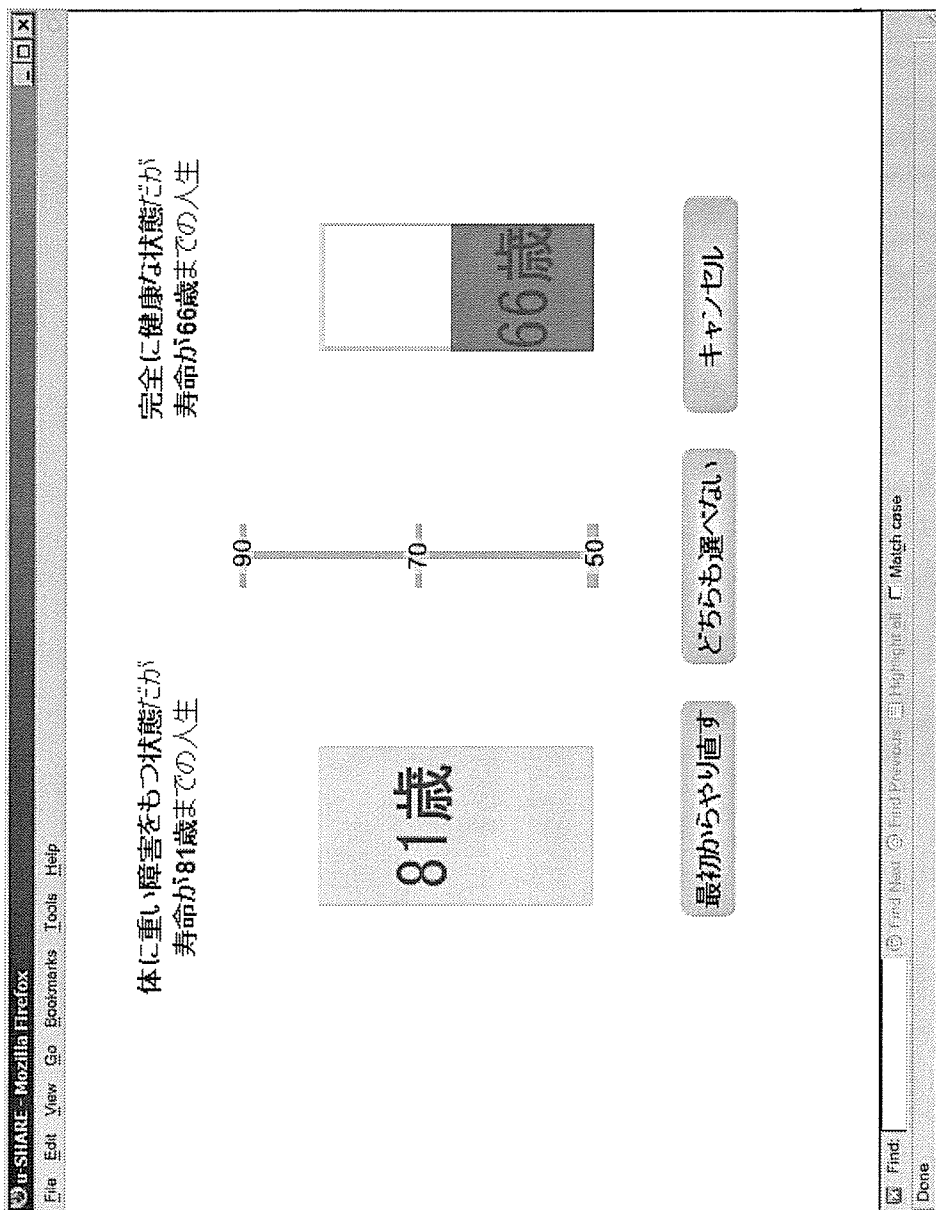 u-SHARE - Mozilla Firefox
File Edit View Go Bookmarks Tools Help
体に重い障害をもつ状態だが
寿命が81歳までの人生
完全に健康な状態だが
寿命が66歳までの人生
90
70
50
81歳
66歳
最初からやり直す
どちらも選べない
キャンセル
Find: Find Next Find Previous Highlight all Match case
Done